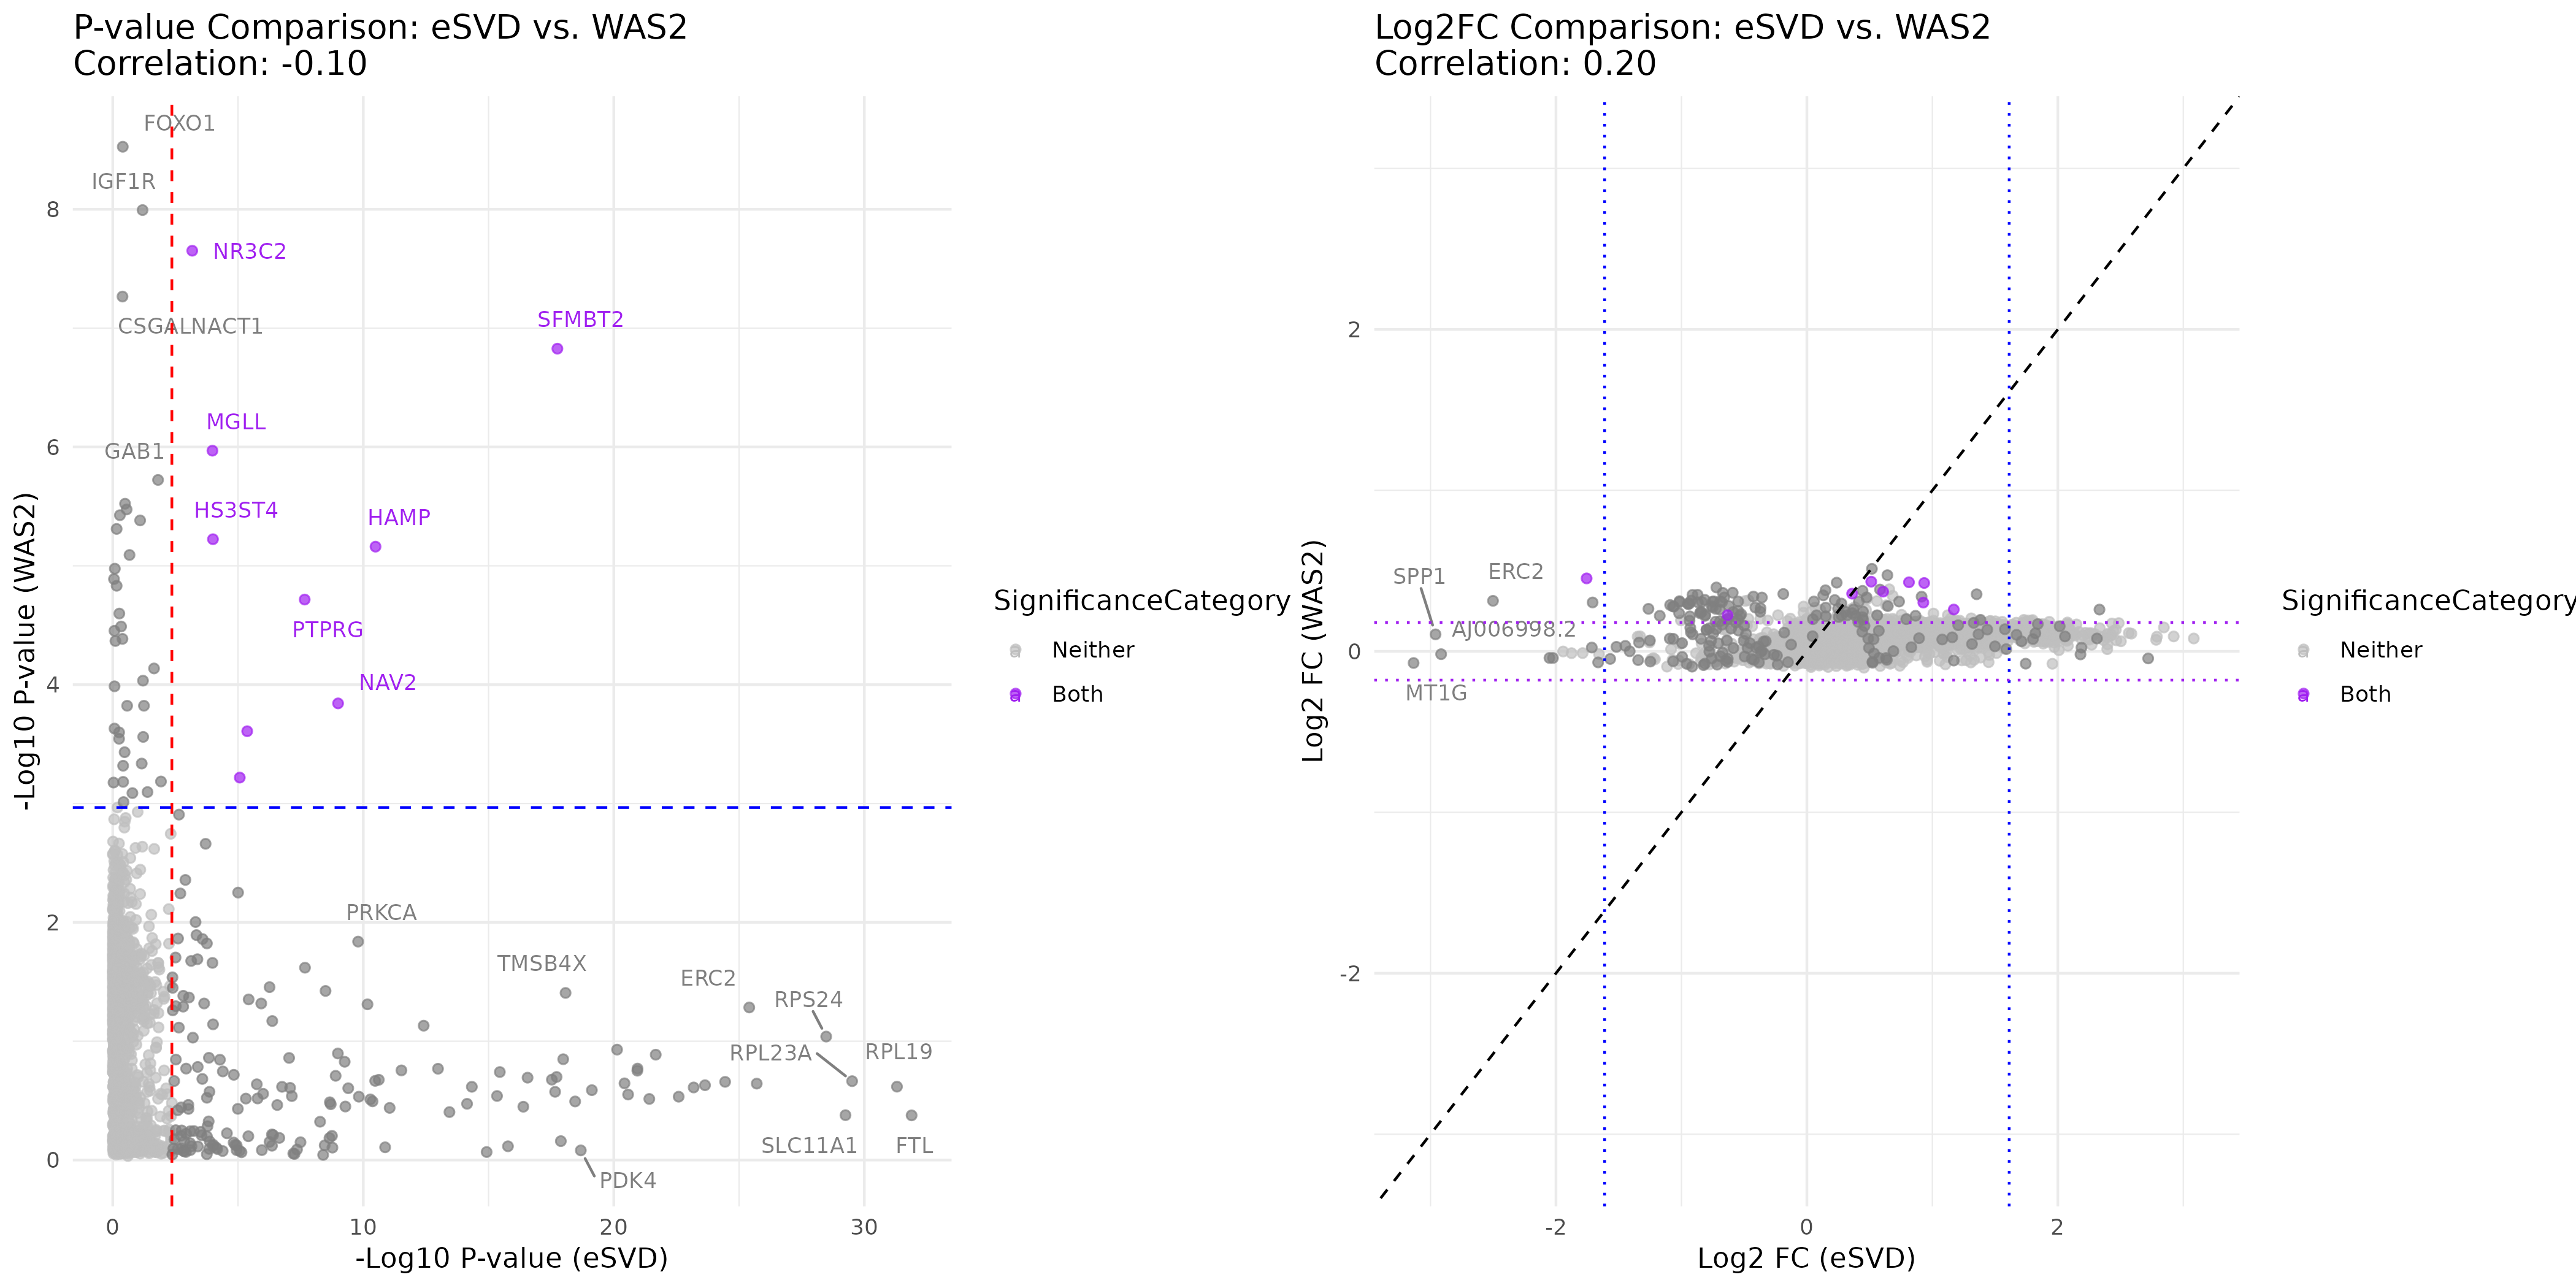 P-value Comparison: eSVD vs. WAS2
Correlation: -0.10
FOXO1
IGF1R
8
NR3C2
CSGALNACT1
SFMBT2
MGLL
6
GAB1
HS3ST4
HAMP
PTPRG
4
NAV2
2
PRKCA
TMSB4X
ERC2
RPS24
RPL23A
RPL19
SLC11A1
FTL
0
PDK4
0
10
20
30
-Log10 P-value (eSVD)
-Log10 P-value (WAS2)
SignificanceCategory
a Neither
a Both
Log2FC Comparison: eSVD vs. WAS2
Correlation: 0.20
2
SPP1
ERC2
AJ006998.2
0
MT1G
-2
-2
0
2
Log2 FC (eSVD)
Log2 FC (WAS2)
SignificanceCategory
a Neither
a Both